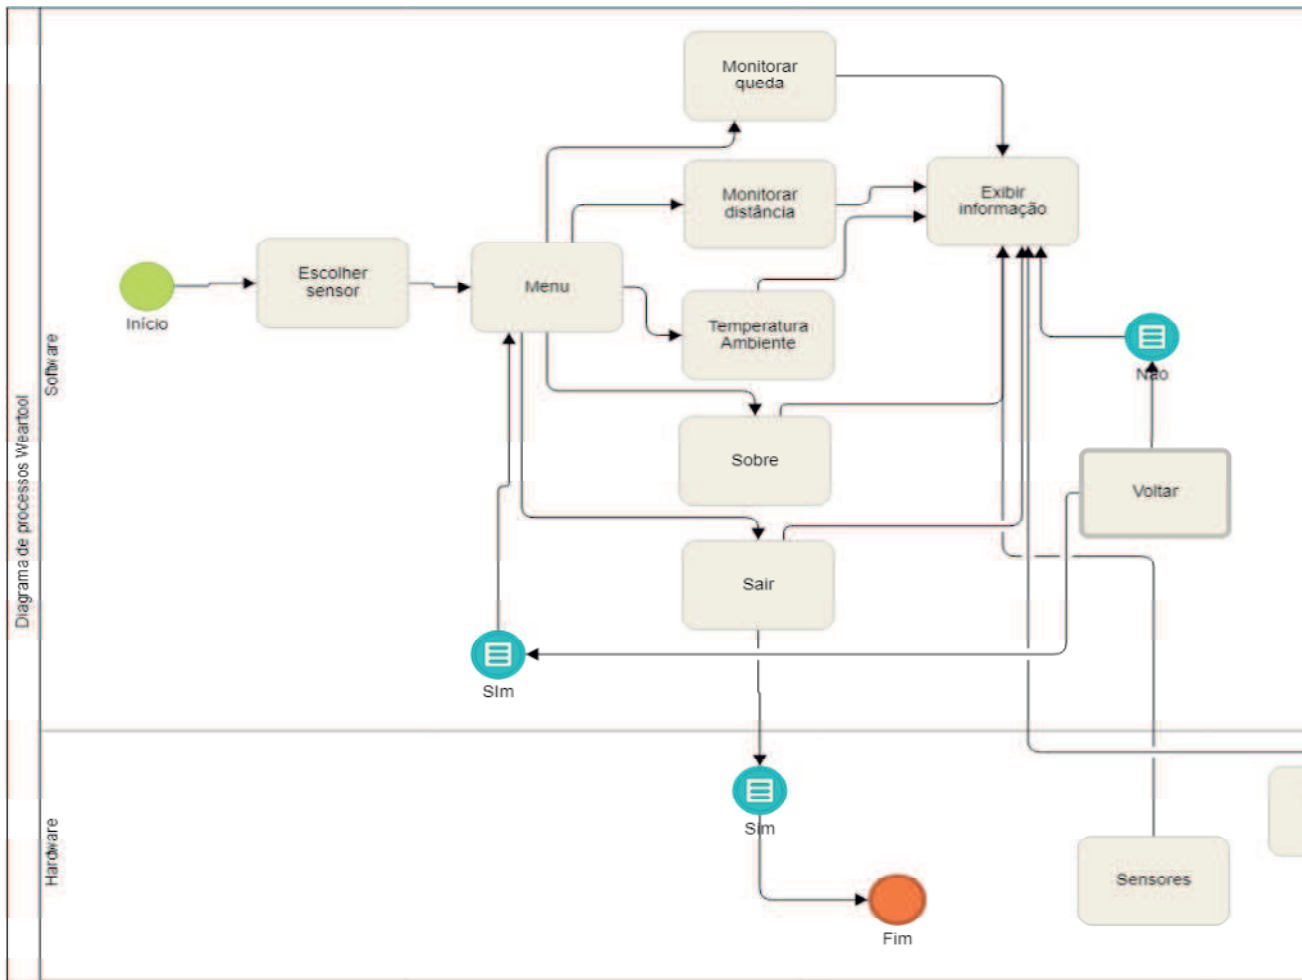 Diagrama de processos Weartool
Software
Hardware
Início
Escolher
sensor
Menu
Monitorar
queda
Monitorar
distância
Temperatura
Ambiente
Sobre
Sair
Exibir
informação
Não
Voltar
SIm
Sim
Fim
Sensores